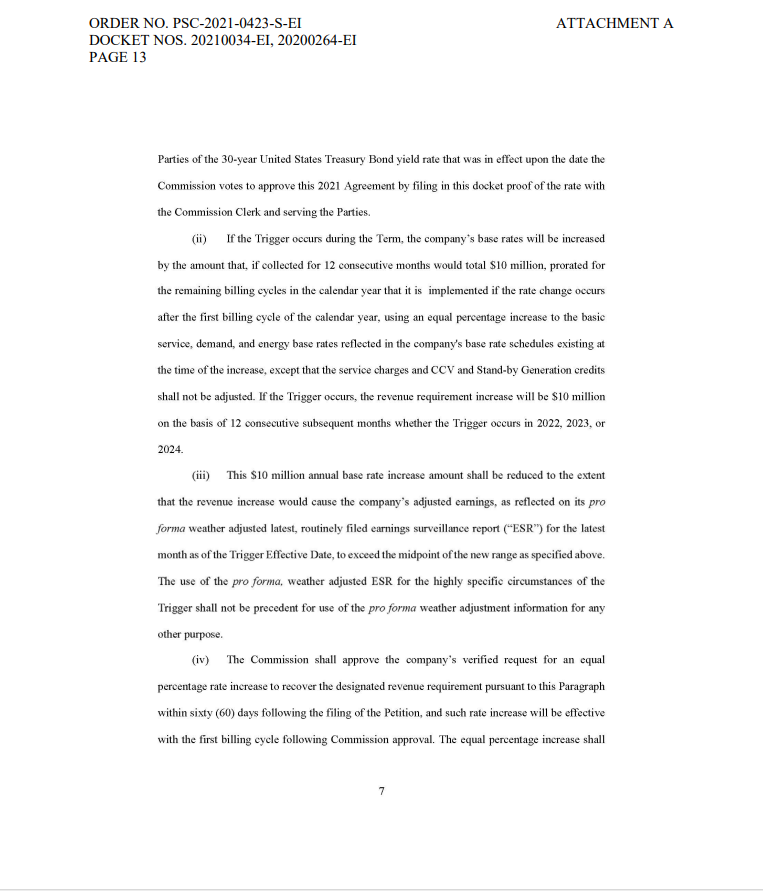 ORDER NO. PSC-2021-0423-S-EI ATTACHMENT A
DOCKET NOS. 20210034-EI, 20200264-EI
PAGE 13
Parties of the 30-year United States Treasury Bond yield rate that was in effect upon the date the
Commission votes to approve this 2021 Agreement by filing in this docket proof of the rate with
the Commission Clerk and serving the Parties.
(ii) If the Trigger occurs during the Term, the company’s base rates will be increased
by the amount that, if collected for 12 consecutive months would total $10 million, prorated for
the remaining billing cycles in the calendar year that it is implemented if the rate change occurs
after the first billing cycle of the calendar year, using an equal percentage increase to the basic
service, demand, and energy base rates reflected in the company's base rate schedules existing at
the time of the increase, except that the service charges and CCV and Stand-by Generation credits
shall not be adjusted. If the Trigger occurs, the revenue requirement increase will be $10 million
on the basis of 12 consecutive subsequent months whether the Trigger occurs in 2022, 2023, or
2024.
(iii) This $10 million annual base rate increase amount shall be reduced to the extent
that the revenue increase would cause the company’s adjusted earnings, as reflected on its pro
forma weather adjusted latest, routinely filed earnings surveillance report (“ESR”) for the latest
month as of the Trigger Effective Date, to exceed the midpoint of the new range as specified above.
The use of the pro forma, weather adjusted ESR for the highly specific circumstances of the
Trigger shall not be precedent for use of the pro forma weather adjustment information for any
other purpose.
(iv) The Commission shall approve the company’s verified request for an equal
percentage rate increase to recover the designated revenue requirement pursuant to this Paragraph
within sixty (60) days following the filing of the Petition, and such rate increase will be effective
with the first billing cycle following Commission approval. The equal percentage increase shall
7